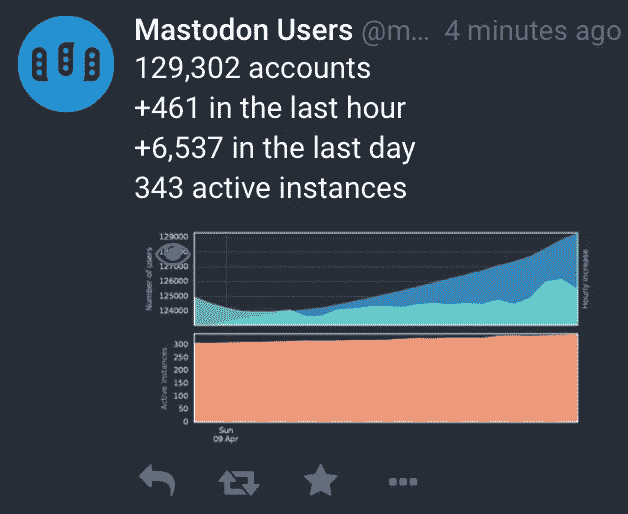 Mastodon Users @m... 4 minutes ago
129,302 accounts
+461 in the last hour
+6,537 in the last day
343 active instances
129000
127000
126000
125000
124000
Number of users
Hourly increase
300
250
200
150
100
50
0
Active instances
Sun
09 Apr